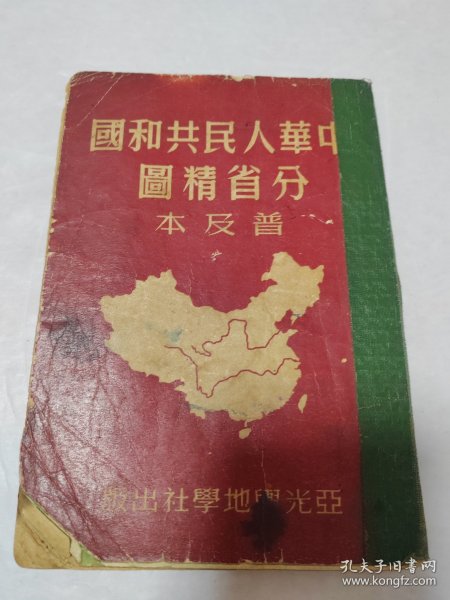 中華人民共和國
分省精圖
普及本
亞光輿地學社出版
孔夫子旧书网
www.kongfz.com